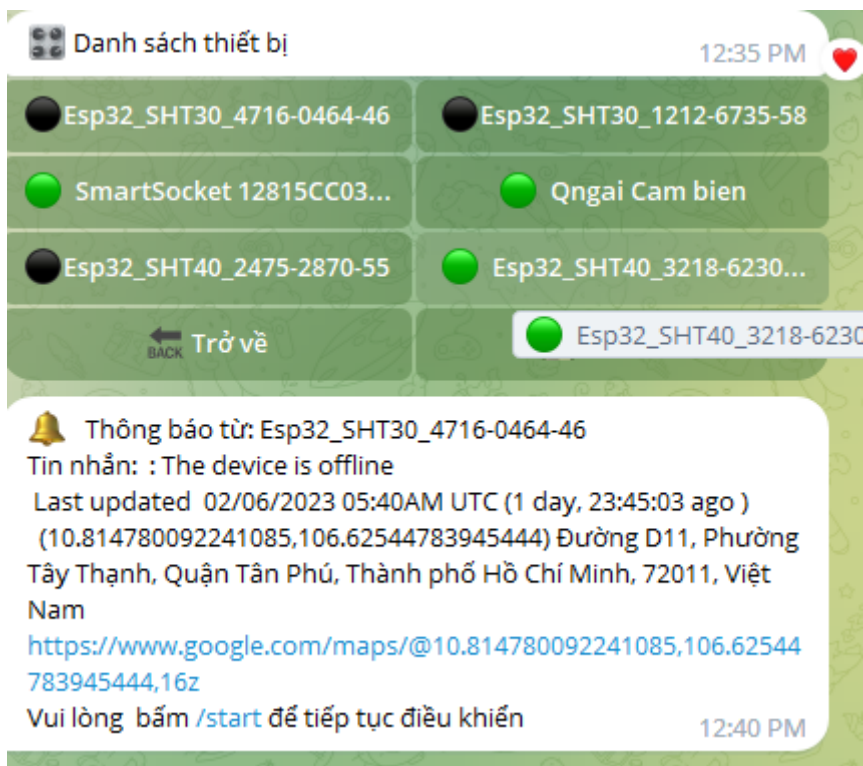 Danh sách thiết bị
12:35 PM
Esp32_SHT30_4716-0464-46
Esp32_SHT30_1212-6735-58
SmartSocket 12815CC03...
Qngai Cam bien
Esp32_SHT40_2475-2870-55
Esp32_SHT40_3218-6230...
BACK Trở về
Esp32_SHT40_3218-6230
Thông báo từ: Esp32_SHT30_4716-0464-46
Tin nhắn: : The device is offline
Last updated 02/06/2023 05:40AM UTC (1 day, 23:45:03 ago )
(10.814780092241085,106.62544783945444) Đường D11, Phường
Tây Thạnh, Quận Tân Phú, Thành phố Hồ Chí Minh, 72011, Việt
Nam
https://www.google.com/maps/@10.814780092241085,106.62544
783945444,16z
Vui lòng bấm /start để tiếp tục điều khiển
12:40 PM